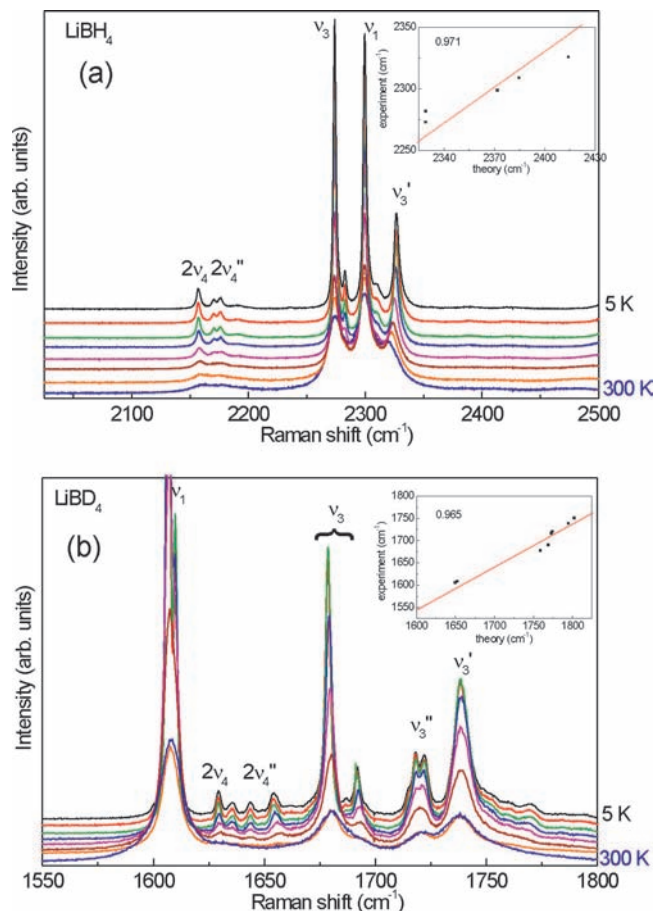 LiBH₄
(a)
ν₃
ν₁
ν₃'
2ν₄
2ν₄"
5 K
300 K
Intensity (arb. units)
2100
2200
2300
2400
2500
Raman shift (cm⁻¹)
0.971
experiment (cm⁻¹)
2350
2300
2250
2340
2370
2400
2430
theory (cm⁻¹)
LiBD₄
(b)
ν₁
2ν₄
2ν₄"
ν₃
ν₃"
ν₃'
5 K
300K
Intensity (arb. units)
1550
1600
1650
1700
1750
1800
Raman shift (cm⁻¹)
0.965
experiment (cm⁻¹)
1800
1750
1700
1650
1600
1550
1600
1650
1700
1750
1800
theory (cm⁻¹)